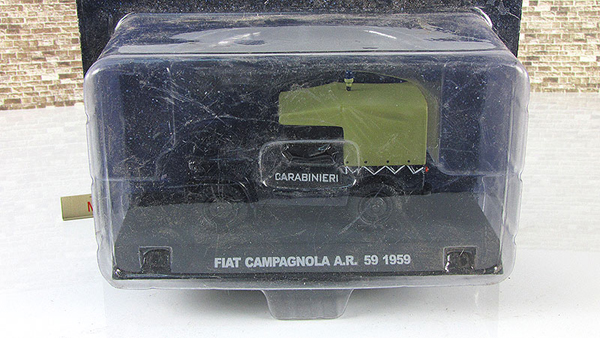 CARABINIERI
FIAT CAMPAGNOLA A.R. 59 1959